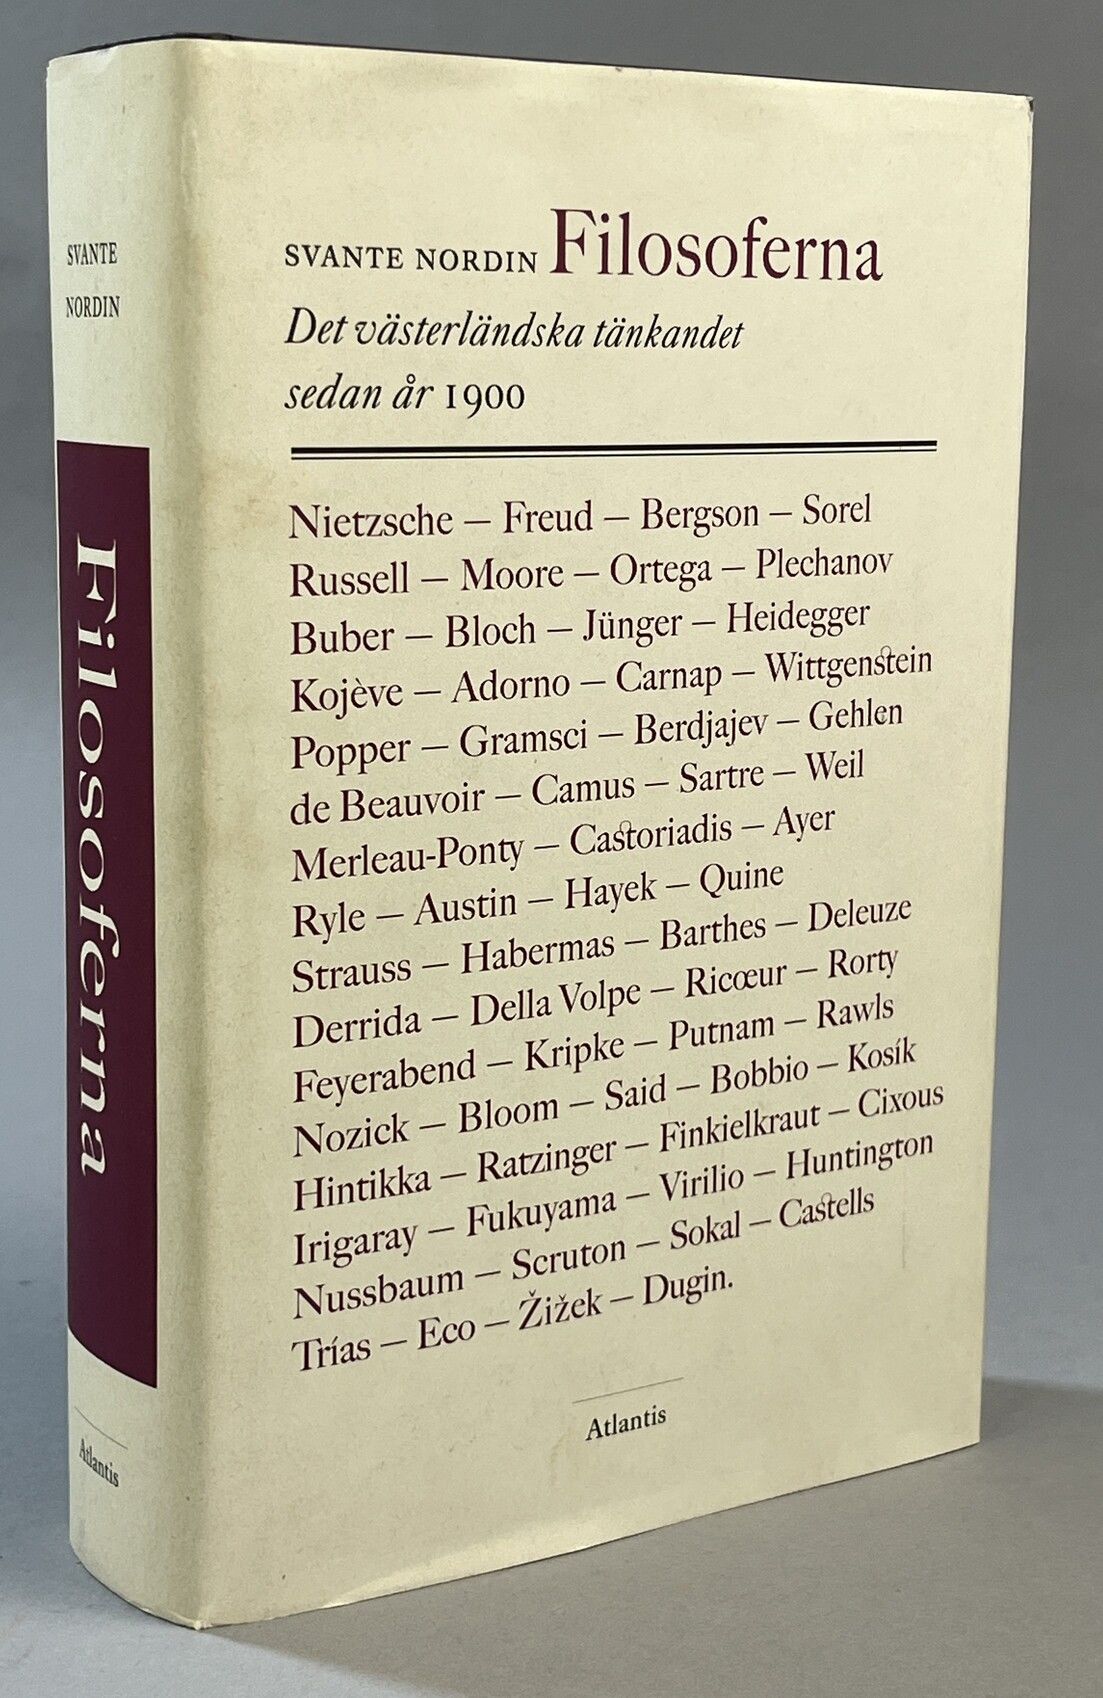 SVANTE
NORDIN
Filosoferna
Atlantis
SVANTE NORDIN Filosoferna
Det västerländska tänkandet
sedan år 1900
Nietzsche – Freud – Bergson – Sorel
Russell – Moore – Ortega – Plechanov
Buber – Bloch – Jünger – Heidegger
Kojève – Adorno – Carnap – Wittgenstein
Popper – Gramsci – Berdjajev – Gehlen
de Beauvoir – Camus – Sartre – Weil
Merleau-Ponty – Castoriadis – Ayer
Ryle – Austin – Hayek – Quine
Strauss – Habermas – Barthes – Deleuze
Derrida – Della Volpe – Ricœur – Rorty
Feyerabend – Kripke – Putnam – Rawls
Nozick – Bloom – Said – Bobbio – Kosík
Hintikka – Ratzinger – Finkielkraut – Cixous
Irigaray – Fukuyama – Virilio – Huntington
Nussbaum – Scruton – Sokal – Castells
Trías – Eco – Žižek – Dugin.
Atlantis